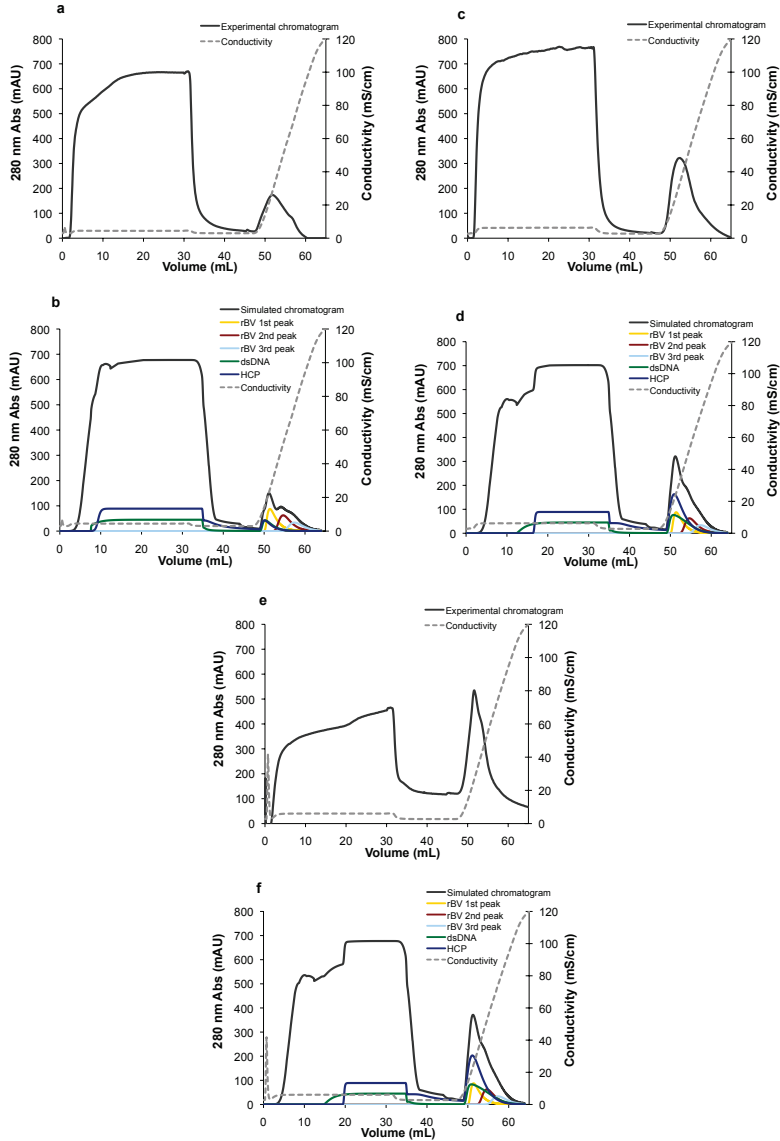 a
Experimental chromatogram
Conductivity
280 nm Abs (mAU)
800
700
600
500
400
300
200
100
0
0 10 20 30 40 50 60
Volume (mL)
120
100
80
60
40
20
0
Conductivity (mS/cm)
c
Experimental chromatogram
Conductivity
280 nm Abs (mAU)
800
700
600
500
400
300
200
100
0
0 10 20 30 40 50 60
Volume (mL)
120
100
80
60
40
20
0
Conductivity (mS/cm)
b
Simulated chromatogram
rBV 1st peak
rBV 2nd peak
rBV 3rd peak
dsDNA
HCP
Conductivity
280 nm Abs (mAU)
800
700
600
500
400
300
200
100
0
0 10 20 30 40 50 60
Volume (mL)
120
100
80
60
40
20
0
Conductivity (mS/cm)
d
Simulated chromatogram
rBV 1st peak
rBV 2nd peak
rBV 3rd peak
dsDNA
HCP
Conductivity
280 nm Abs (mAU)
800
700
600
500
400
300
200
100
0
0 10 20 30 40 50 60
Volume (mL)
120
100
80
60
40
20
0
Conductivity (mS/cm)
e
Experimental chromatogram
Conductivity
280 nm Abs (mAU)
800
700
600
500
400
300
200
100
0
0 10 20 30 40 50 60
Volume (mL)
120
100
80
60
40
20
0
Conductivity (mS/cm)
f
Simulated chromatogram
rBV 1st peak
rBV 2nd peak
rBV 3rd peak
dsDNA
HCP
Conductivity
280 nm Abs (mAU)
800
700
600
500
400
300
200
100
0
0 10 20 30 40 50 60
Volume (mL)
120
100
80
60
40
20
0
Conductivity (mS/cm)